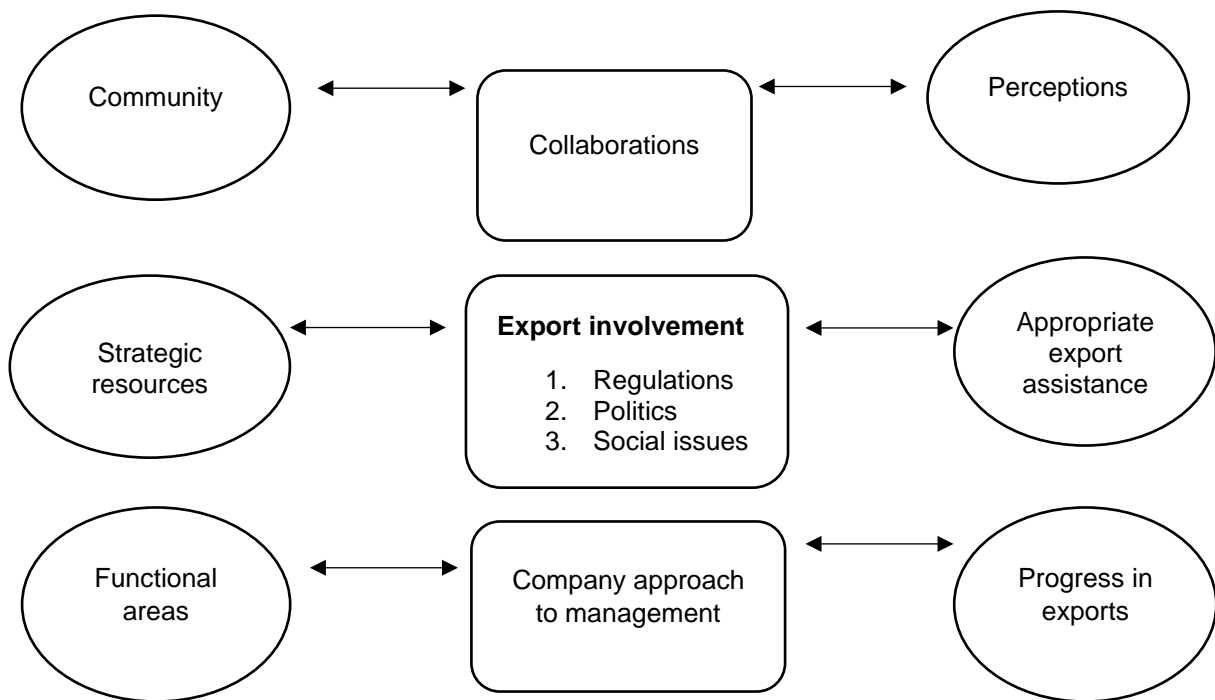 Community
Collaborations
Perceptions
Strategic
resources
Export involvement
1. Regulations
2. Politics
3. Social issues
Appropriate
export
assistance
Functional
areas
Company approach
to management
Progress in
exports